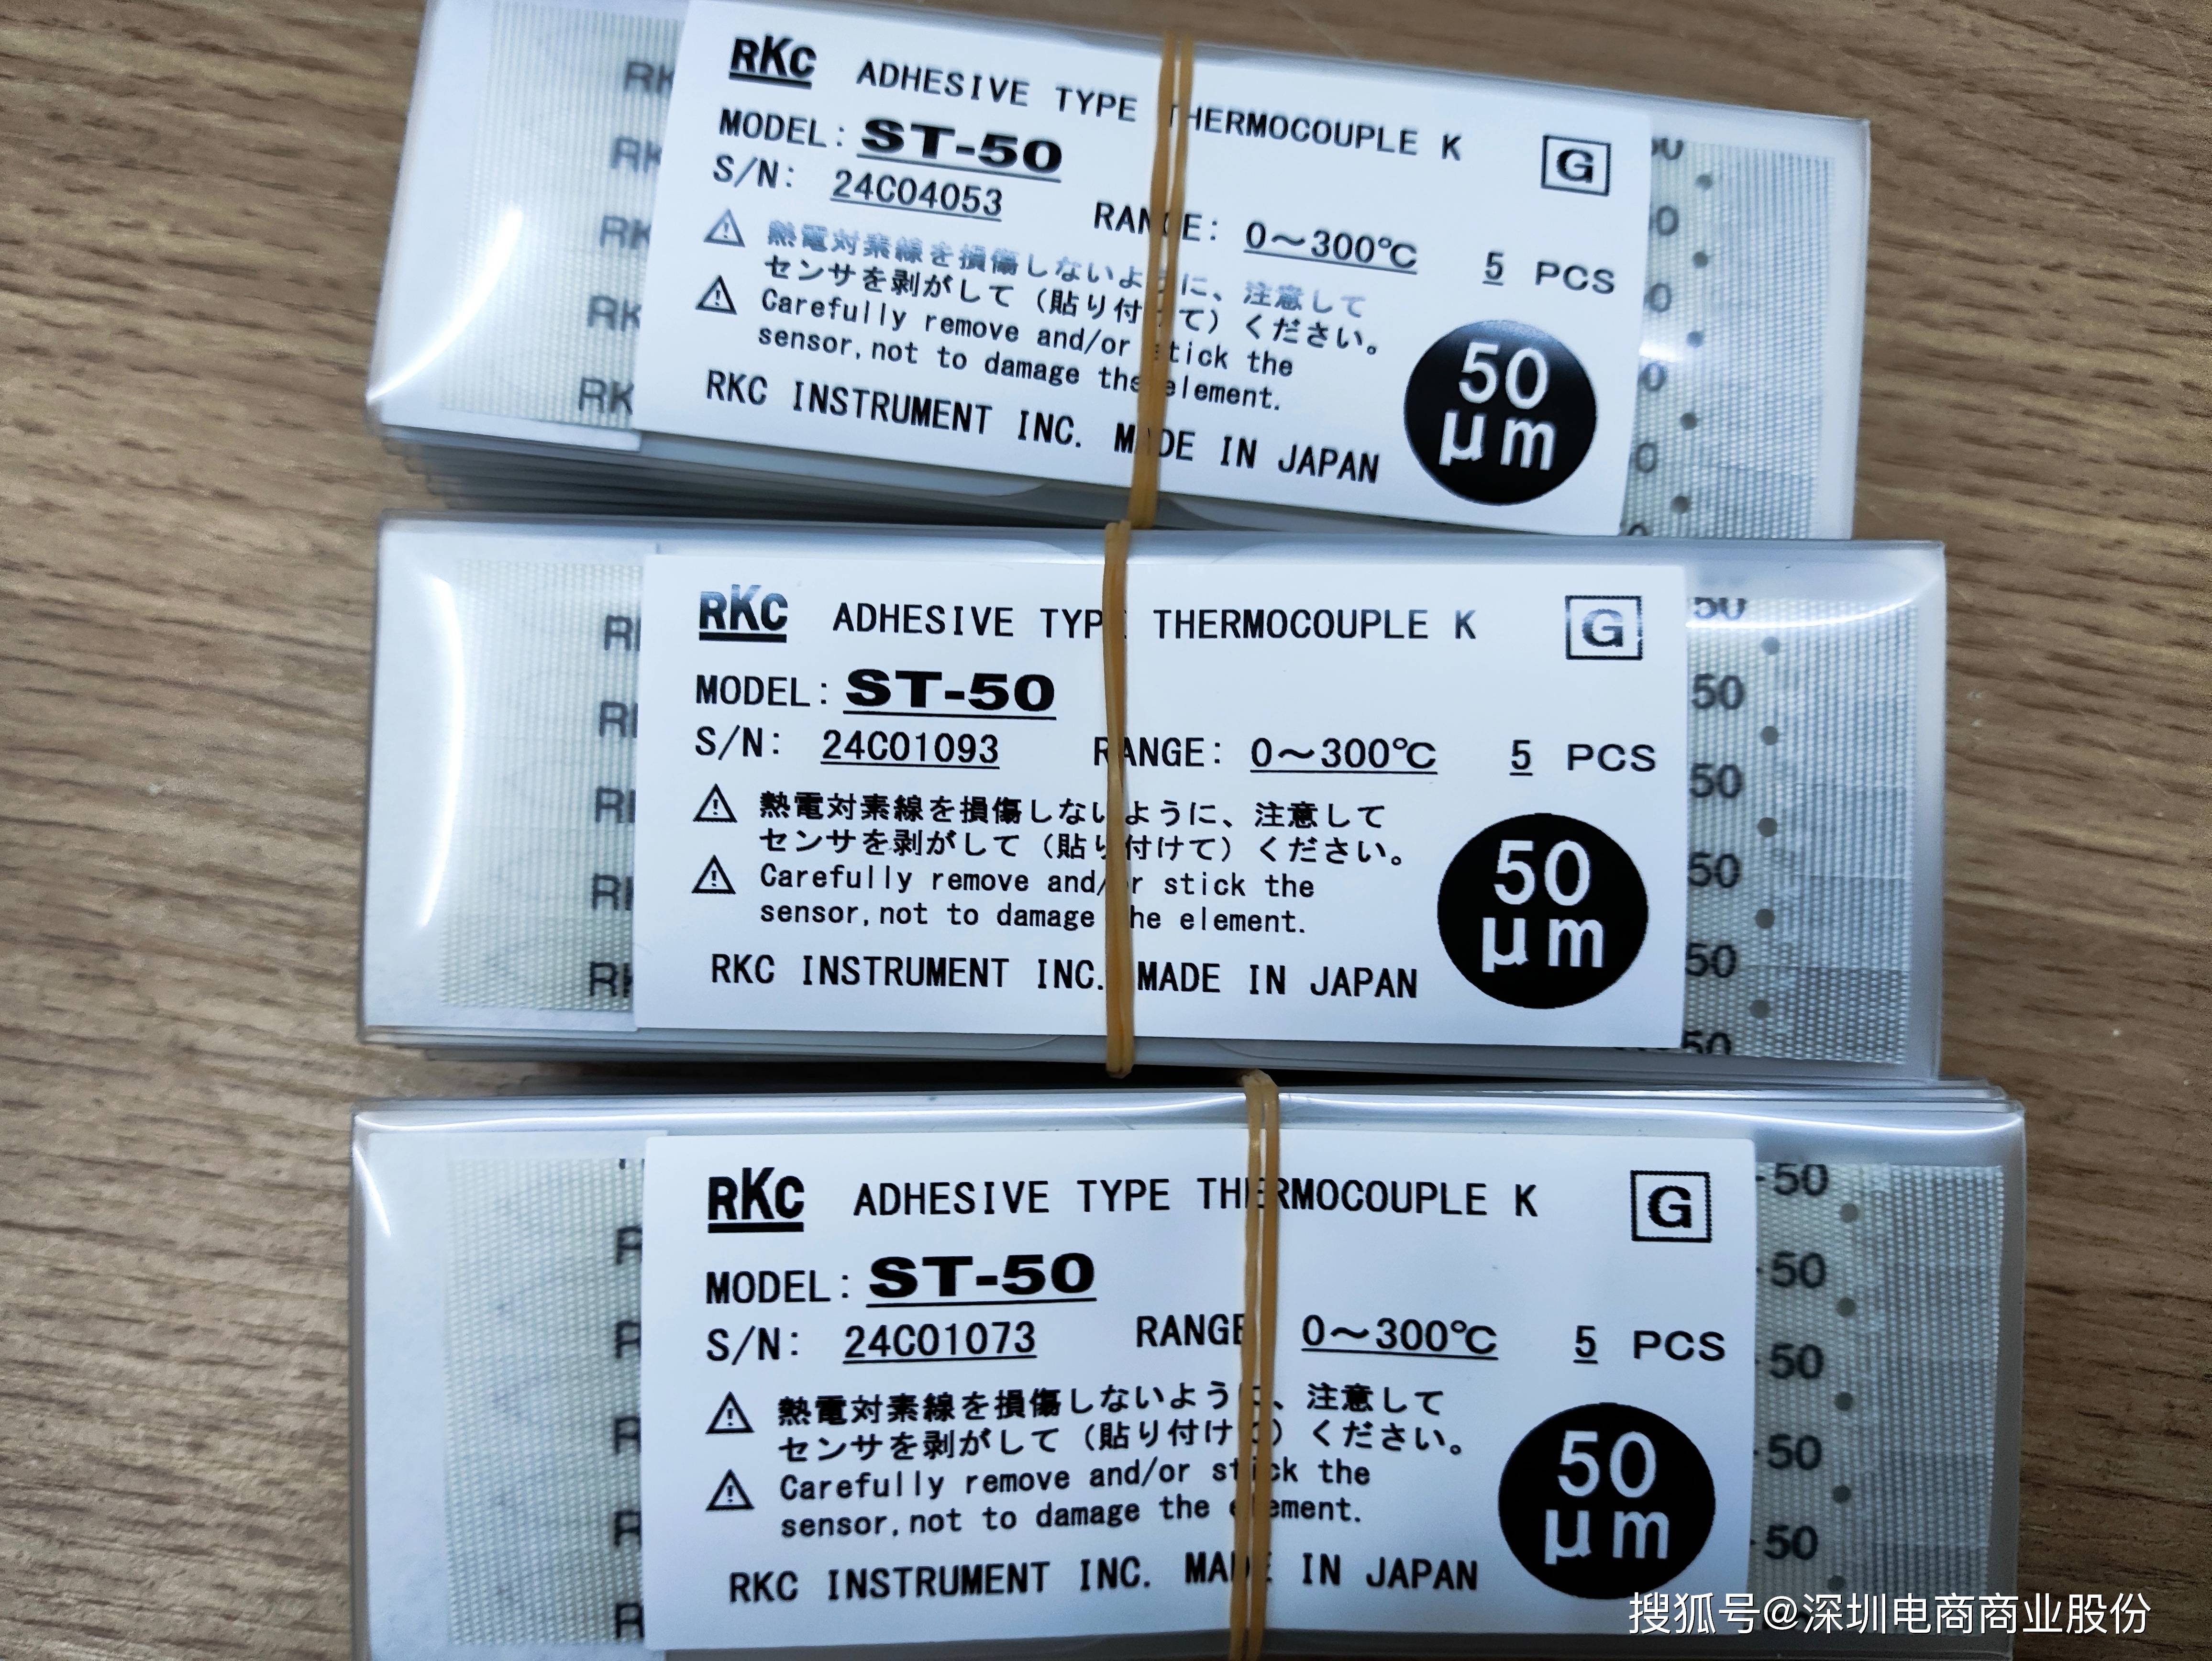 RKC ADHESIVE TYPE THERMOCOUPLE K G
MODEL: ST-50
S/N: 24C04053 RANGE: 0～300℃ 5 PCS
熱電対素線を損傷しないように、注意して
センサを剥がして（貼り付けて）ください。
Carefully remove and/or stick the
sensor,not to damage the element.
RKC INSTRUMENT INC. MADE IN JAPAN
50
μm
RKC ADHESIVE TYPE THERMOCOUPLE K G
MODEL: ST-50
S/N: 24C01093 RANGE: 0～300℃ 5 PCS
熱電対素線を損傷しないように、注意して
センサを剥がして（貼り付けて）ください。
Carefully remove and/or stick the
sensor,not to damage the element.
RKC INSTRUMENT INC. MADE IN JAPAN
50
μm
50
50
50
50
50
50
RKC ADHESIVE TYPE THERMOCOUPLE K G
MODEL: ST-50
S/N: 24C01073 RANGE 0～300℃ 5 PCS
熱電対素線を損傷しないように、注意して
センサを剥がして（貼り付けて）ください。
Carefully remove and/or stick the
sensor,not to damage the element.
RKC INSTRUMENT INC. MADE IN JAPAN
50
μm
-50
-50
-50
-50
-50
搜狐号@深圳电商商业股份